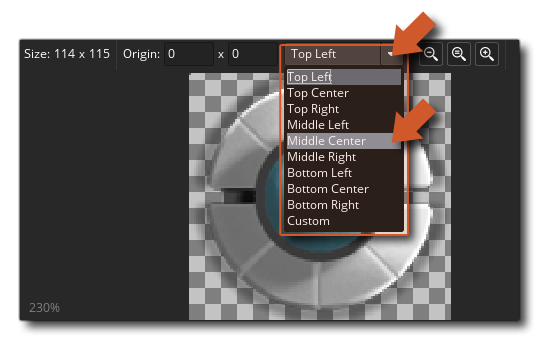 Size: 114 x 115 Origin: 0 x 0 Top Left
Top Left
Top Center
Top Right
Middle Left
Middle Center
Middle Right
Bottom Left
Bottom Center
Bottom Right
Custom
230%